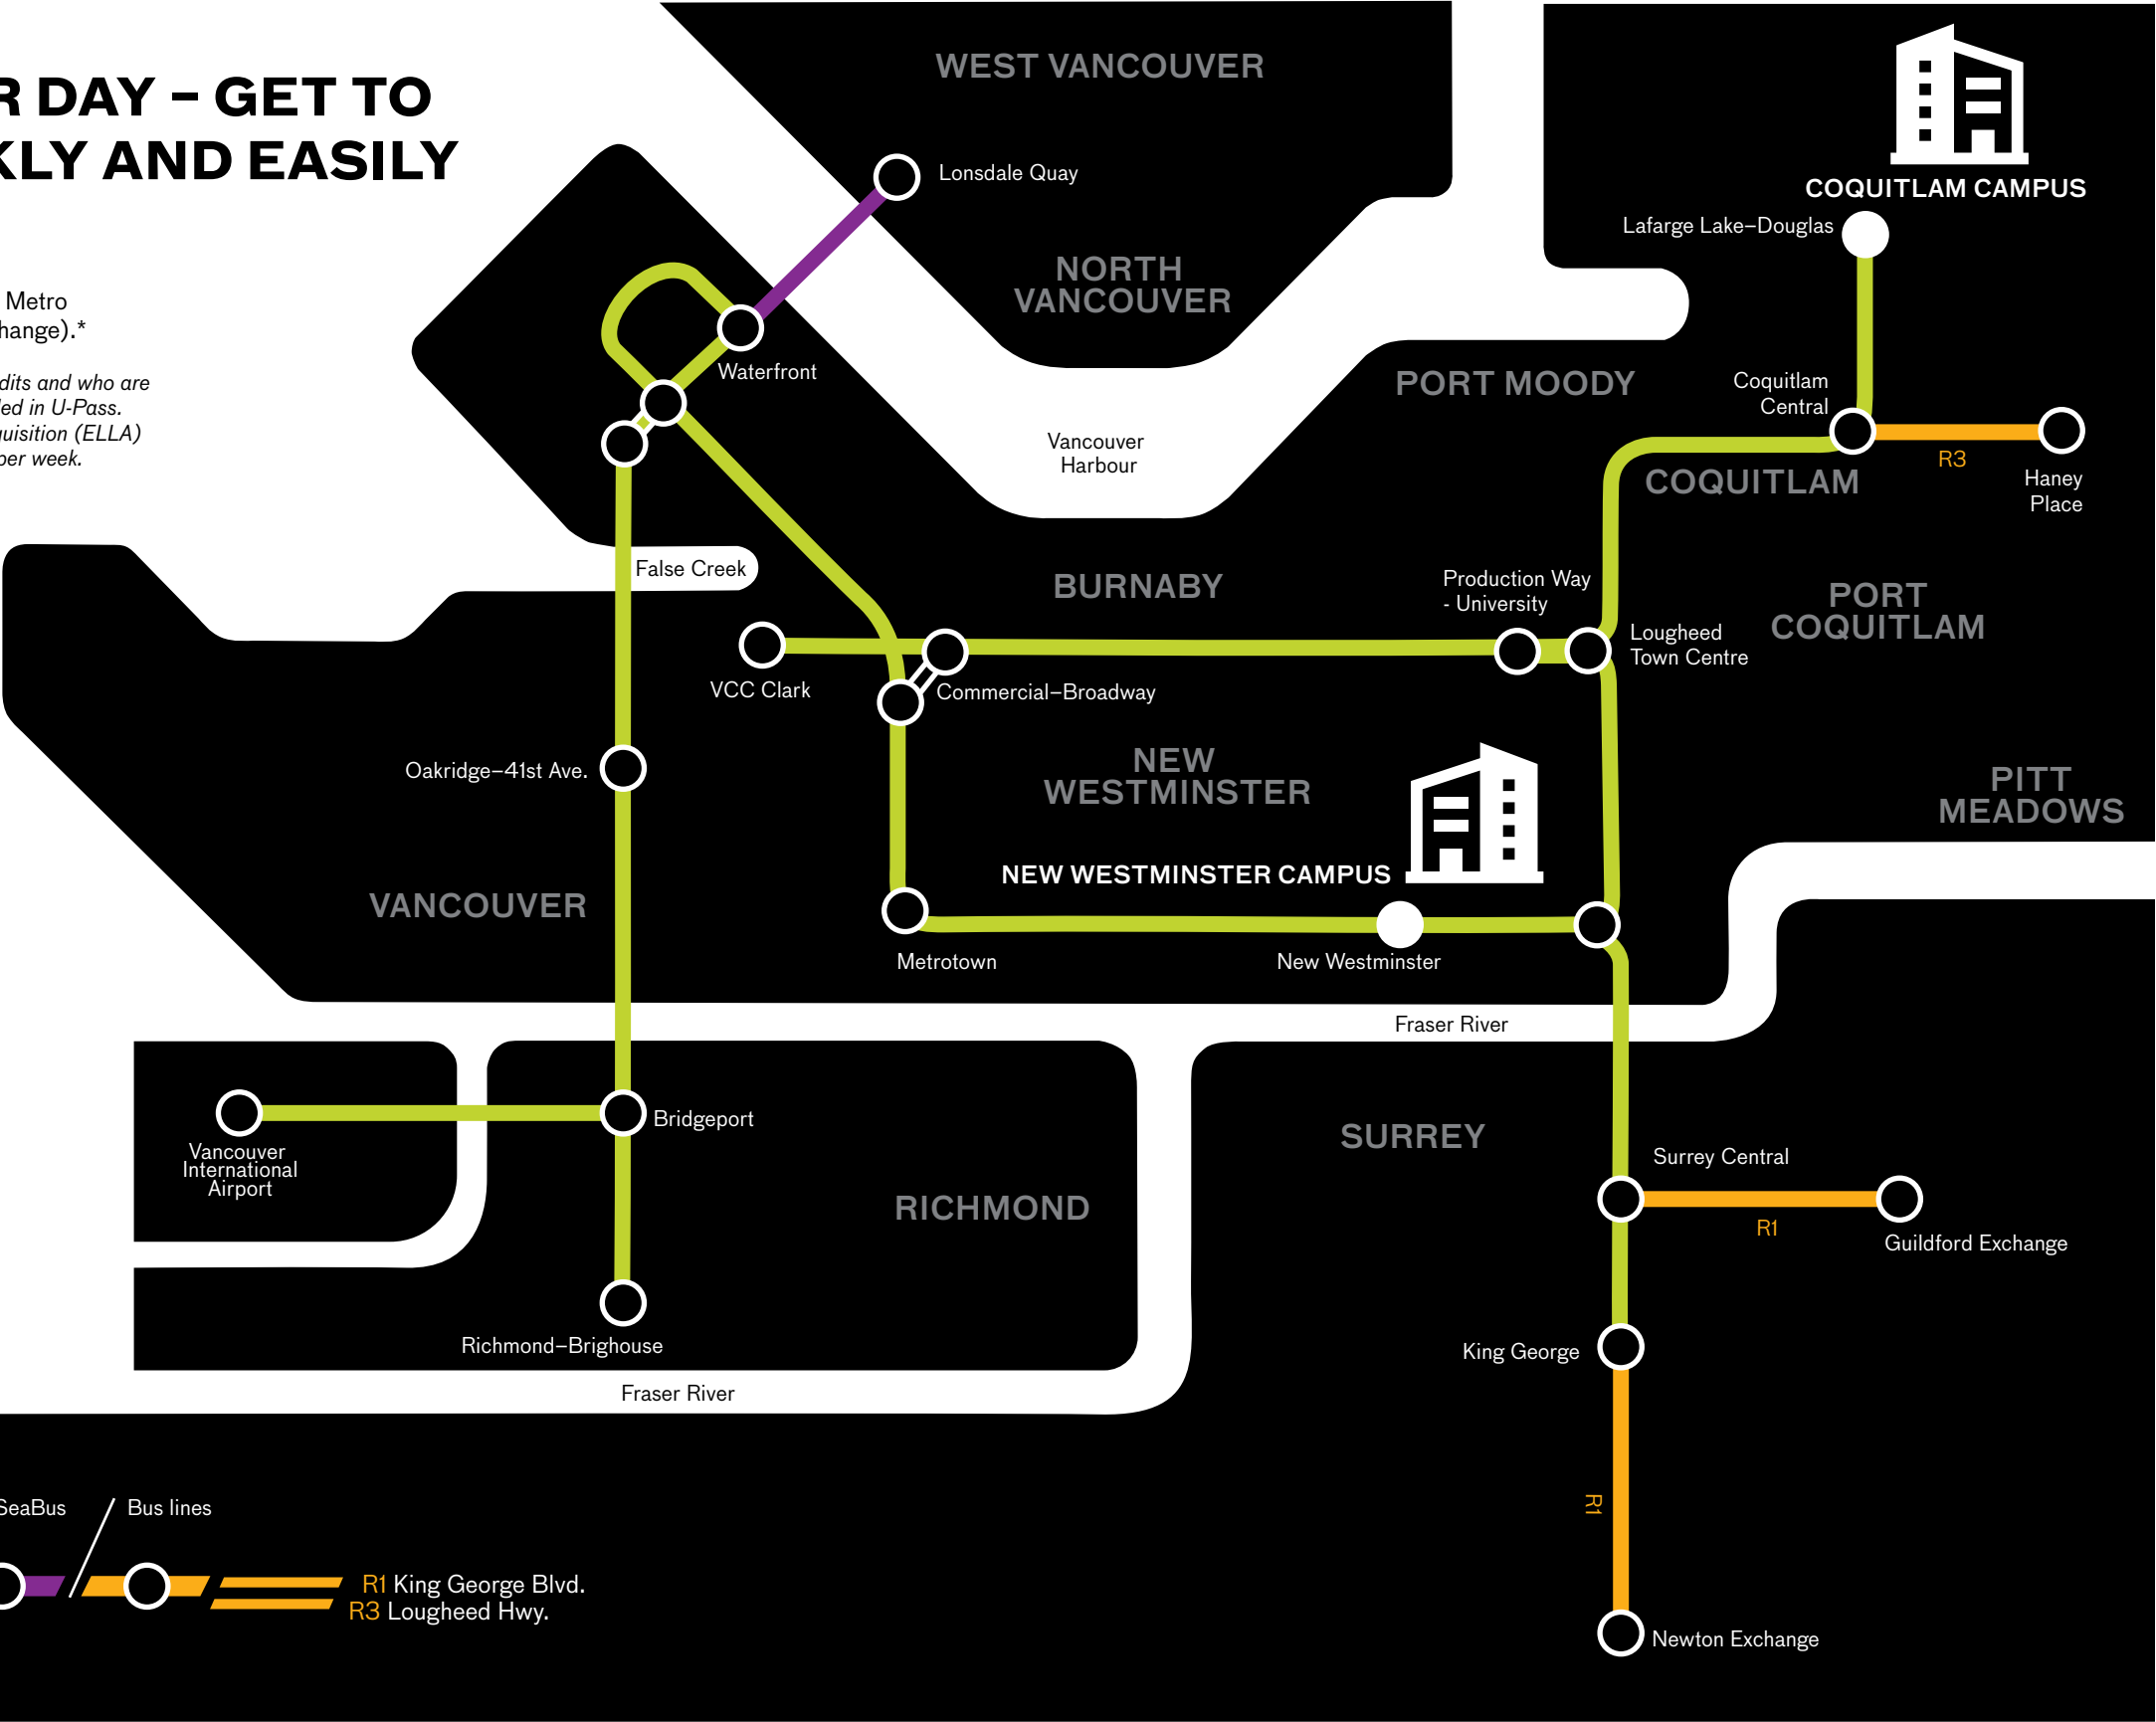 R DAY – GET TO
KLY AND EASILY
Metro
hange).*
dits and who are
led in U-Pass.
quisition (ELLA)
per week.
WEST VANCOUVER
Lonsdale Quay
NORTH
VANCOUVER
COQUITLAM CAMPUS
Lafarge Lake–Douglas
Waterfront
PORT MOODY
Coquitlam
Central
Vancouver
Harbour
R3
COQUITLAM
Haney
Place
False Creek
BURNABY
Production Way
- University
PORT
COQUITLAM
Lougheed
Town Centre
VCC Clark
Commercial–Broadway
Oakridge–41st Ave.
NEW
WESTMINSTER
PITT
MEADOWS
NEW WESTMINSTER CAMPUS
VANCOUVER
Metrotown
New Westminster
Fraser River
Bridgeport
Vancouver
International
Airport
SURREY
Surrey Central
RICHMOND
R1
Guildford Exchange
Richmond–Brighouse
King George
Fraser River
R1
SeaBus
Bus lines
R1 King George Blvd.
R3 Lougheed Hwy.
Newton Exchange